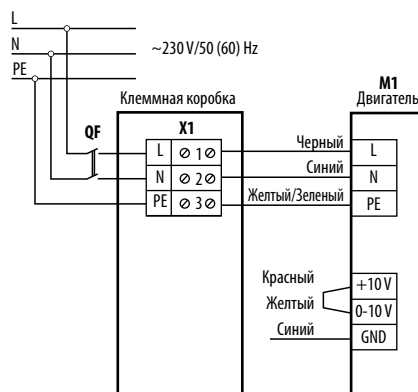 L
N
~230 V/50 (60) Hz
PE
Клеммная коробка
M1
Двигатель
QF
X1
L 1
Черный
L
N 2
Синий
N
PE 3
Желтый/Зеленый
PE
Красный
+10 V
Желтый
0-10 V
Синий
GND